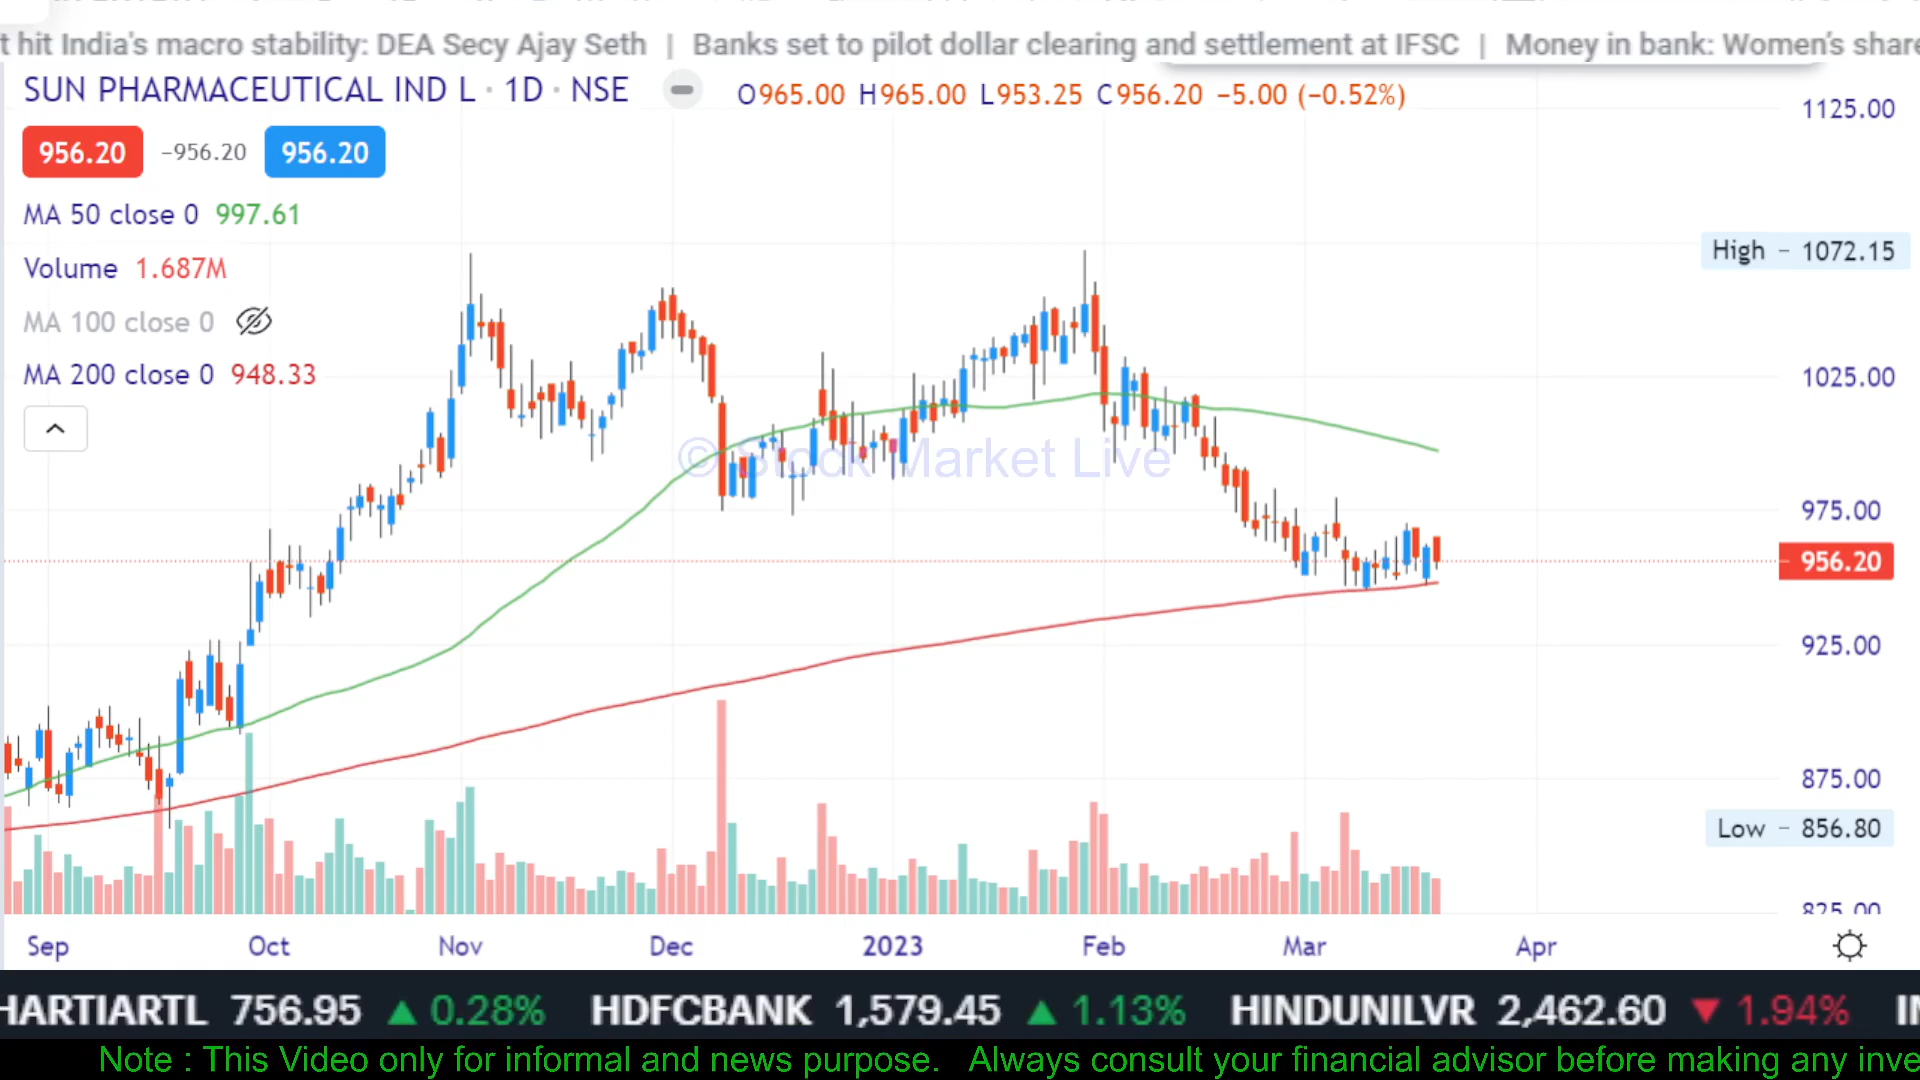 t hit India's macro stability: DEA Secy Ajay Seth | Banks set to pilot dollar clearing and settlement at IFSC | Money in bank: Women's share
SUN PHARMACEUTICAL IND L · 1D · NSE O965.00 H965.00 L953.25 C956.20 −5.00 (−0.52%)
1125.00
956.20 −956.20 956.20
MA 50 close 0 997.61
High - 1072.15
Volume 1.687M
MA 100 close 0
MA 200 close 0 948.33
1025.00
© Stock Market Live
975.00
956.20
925.00
875.00
Low - 856.80
825.00
Sep Oct Nov Dec 2023 Feb Mar Apr
HARTIARTL 756.95 ▲ 0.28% HDFCBANK 1,579.45 ▲ 1.13% HINDUNILVR 2,462.60 ▼ 1.94%
Note : This Video only for informal and news purpose. Always consult your financial advisor before making any inve